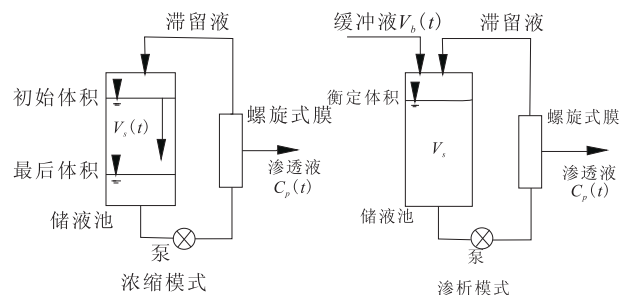 滞留液
初始体积
V_s(t)
最后体积
储液池
泵
螺旋式膜
渗透液
C_p(t)
浓缩模式
缓冲液V_b(t)
滞留液
衡定体积
V_s
储液池
泵
螺旋式膜
渗透液
C_p(t)
渗析模式